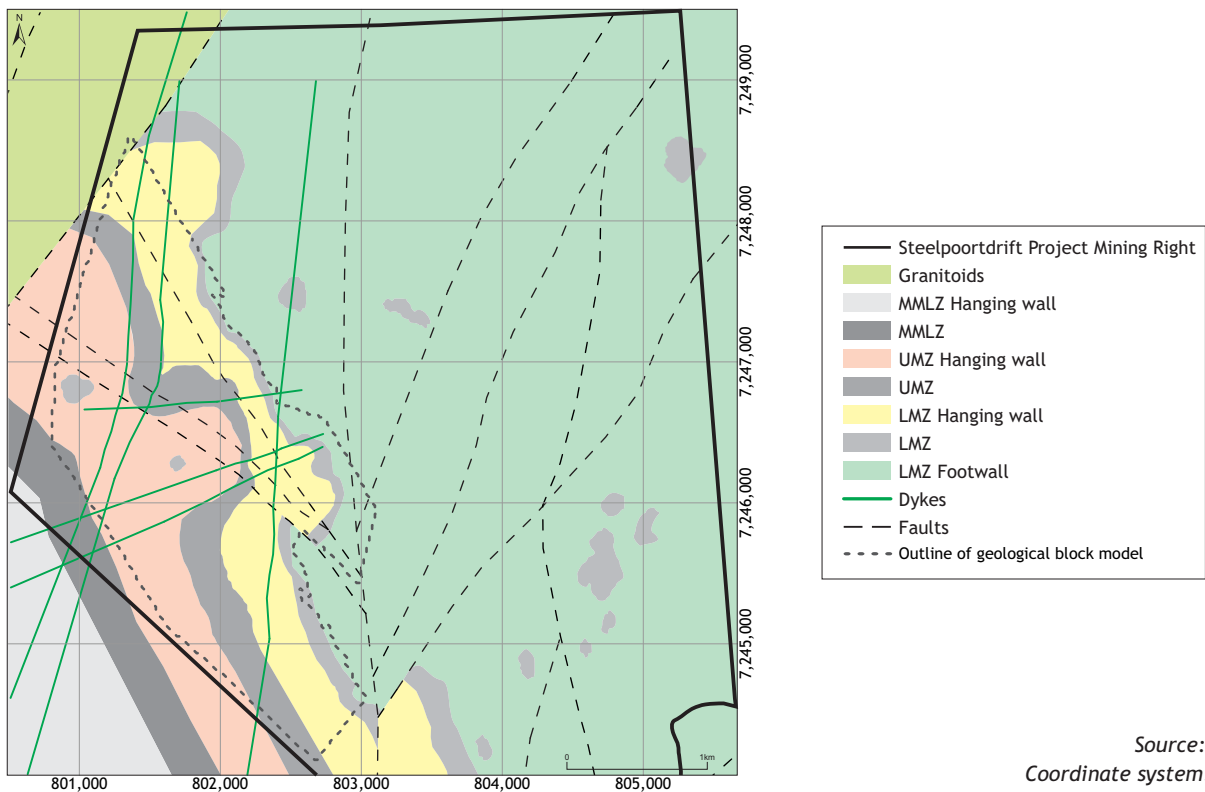 N
7,249,000
7,248,000
7,247,000
7,246,000
7,245,000
0 1km
801,000 802,000 803,000 804,000 805,000
Steelpoortdrift Project Mining Right
Granitoids
MMLZ Hanging wall
MMLZ
UMZ Hanging wall
UMZ
LMZ Hanging wall
LMZ
LMZ Footwall
Dykes
Faults
Outline of geological block model
Source:
Coordinate system